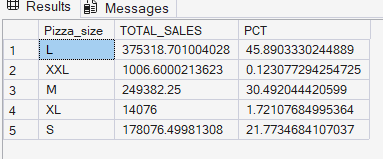 Results Messages
Pizza_size TOTAL_SALES PCT
1 L 375318.701004028 45.8903330244889
2 XXL 1006.6000213623 0.123077294254725
3 M 249382.25 30.492044420599
4 XL 14076 1.72107684995364
5 S 178076.49981308 21.7734684107037